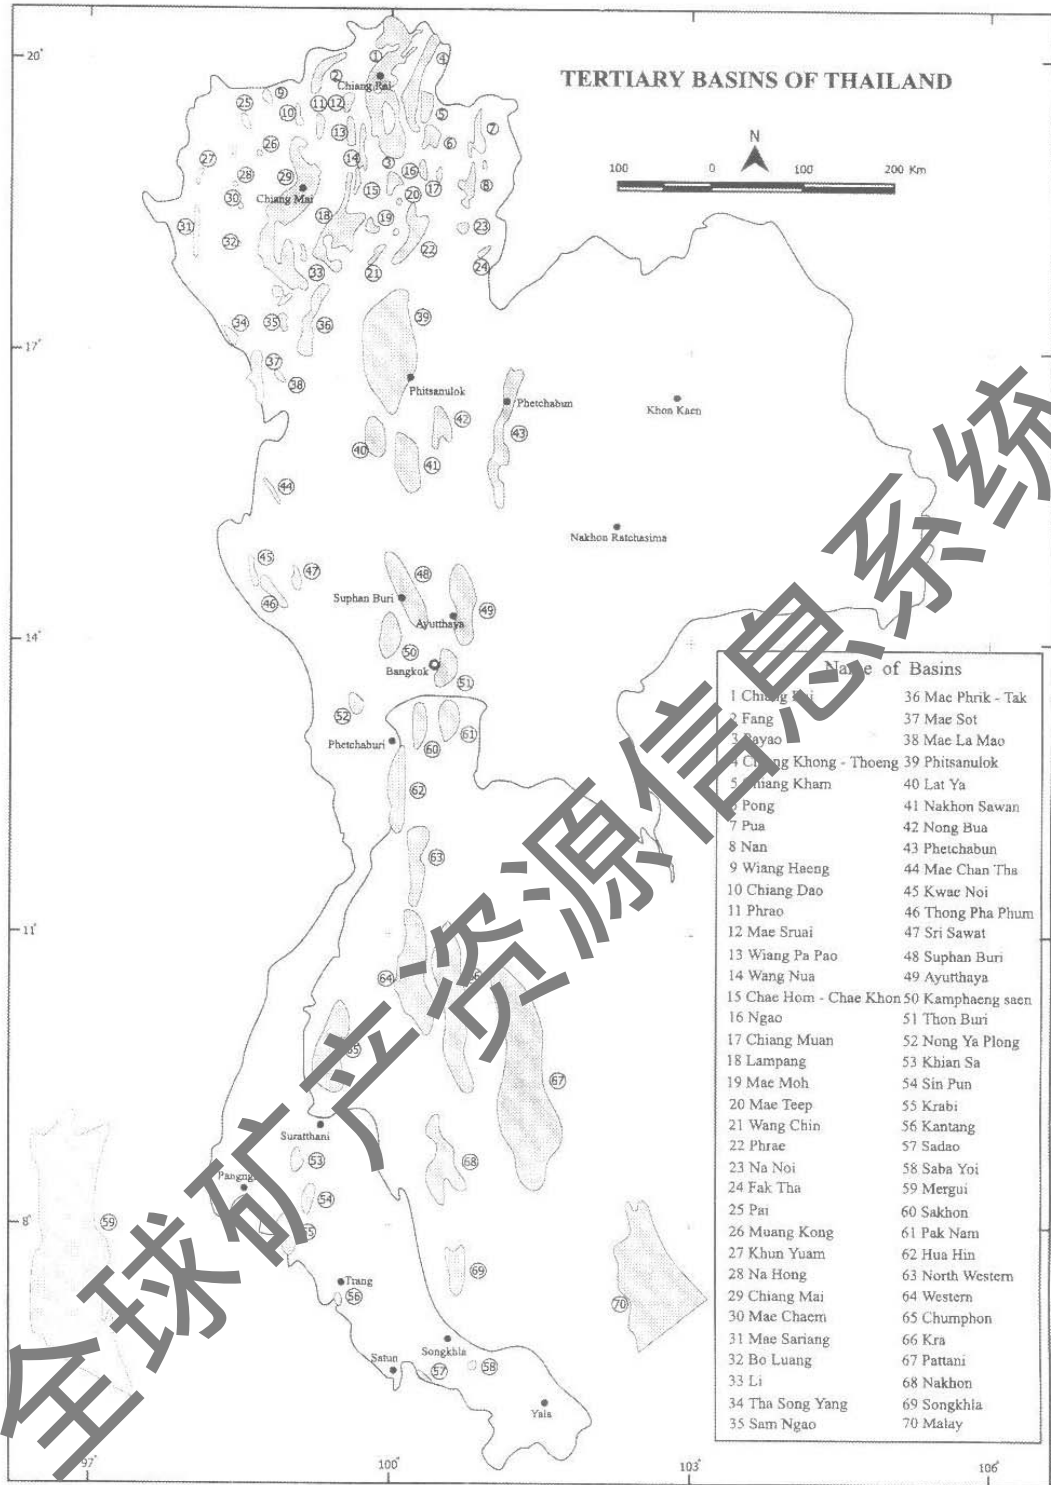 TERTIARY BASINS OF THAILAND
N
100 0 100 200 Km
20°
17°
14°
11°
8°
97°
100°
103°
106°
Chiang Rai
Chiang Mai
Phitsanulok
Phetchabun
Khon Kaen
Nakhon Ratchasima
Suphan Buri
Ayutthaya
Bangkok
Phetchaburi
Suratthani
Trang
Songkhla
Satun
Yala
Name of Basins
1 Chiang Rai
2 Fang
3 Payao
4 Chiang Khong - Thoeng
5 Chiang Kham
6 Pong
7 Pua
8 Nan
9 Wiang Haeng
10 Chiang Dao
11 Phrao
12 Mae Sruai
13 Wiang Pa Pao
14 Wang Nua
15 Chae Hom - Chae Khon
16 Ngao
17 Chiang Muan
18 Lampang
19 Mae Moh
20 Mae Teep
21 Wang Chin
22 Phrae
23 Na Noi
24 Fak Tha
25 Pai
26 Muang Kong
27 Khun Yuam
28 Na Hong
29 Chiang Mai
30 Mae Chaem
31 Mae Sariang
32 Bo Luang
33 Li
34 Tha Song Yang
35 Sam Ngao
36 Mae Phrik - Tak
37 Mae Sot
38 Mae La Mao
39 Phitsanulok
40 Lat Ya
41 Nakhon Sawan
42 Nong Bua
43 Phetchabun
44 Mae Chan Tha
45 Kwae Noi
46 Thong Pha Phum
47 Sri Sawat
48 Suphan Buri
49 Ayutthaya
50 Kamphaeng saen
51 Thon Buri
52 Nong Ya Plong
53 Khian Sa
54 Sin Pun
55 Krabi
56 Kantang
57 Sadao
58 Saba Yoi
59 Mergui
60 Sakhon
61 Pak Nam
62 Hua Hin
63 North Western
64 Western
65 Chumphon
66 Kra
67 Pattani
68 Nakhon
69 Songkhla
70 Malay
全球矿产资源信息系统